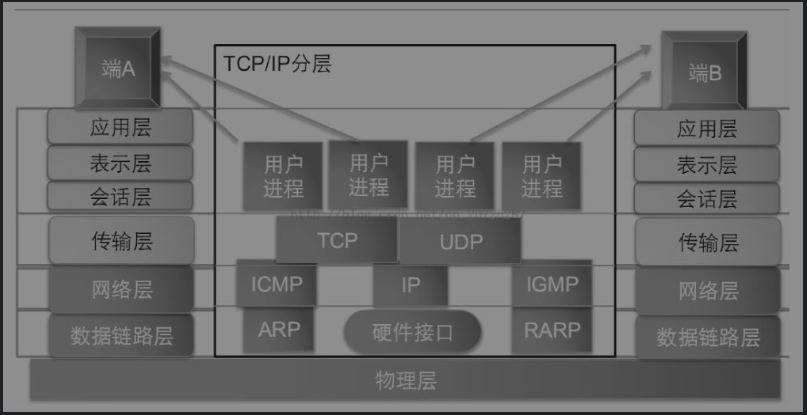 端A
TCP/IP分层
端B
应用层
应用层
表示层
用户
进程
用户
进程
用户
进程
用户
进程
表示层
会话层
会话层
传输层
TCP
UDP
传输层
网络层
ICMP
IP
IGMP
网络层
数据链路层
ARP
硬件接口
RARP
数据链路层
物理层